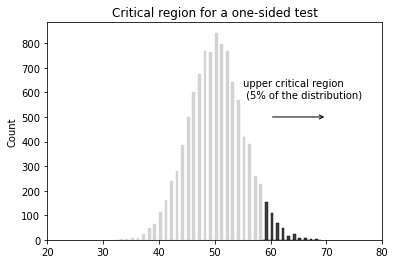 Critical region for a one-sided test
800
700
600
500
400
300
200
100
0
Count
upper critical region
(5% of the distribution)
20 30 40 50 60 70 80